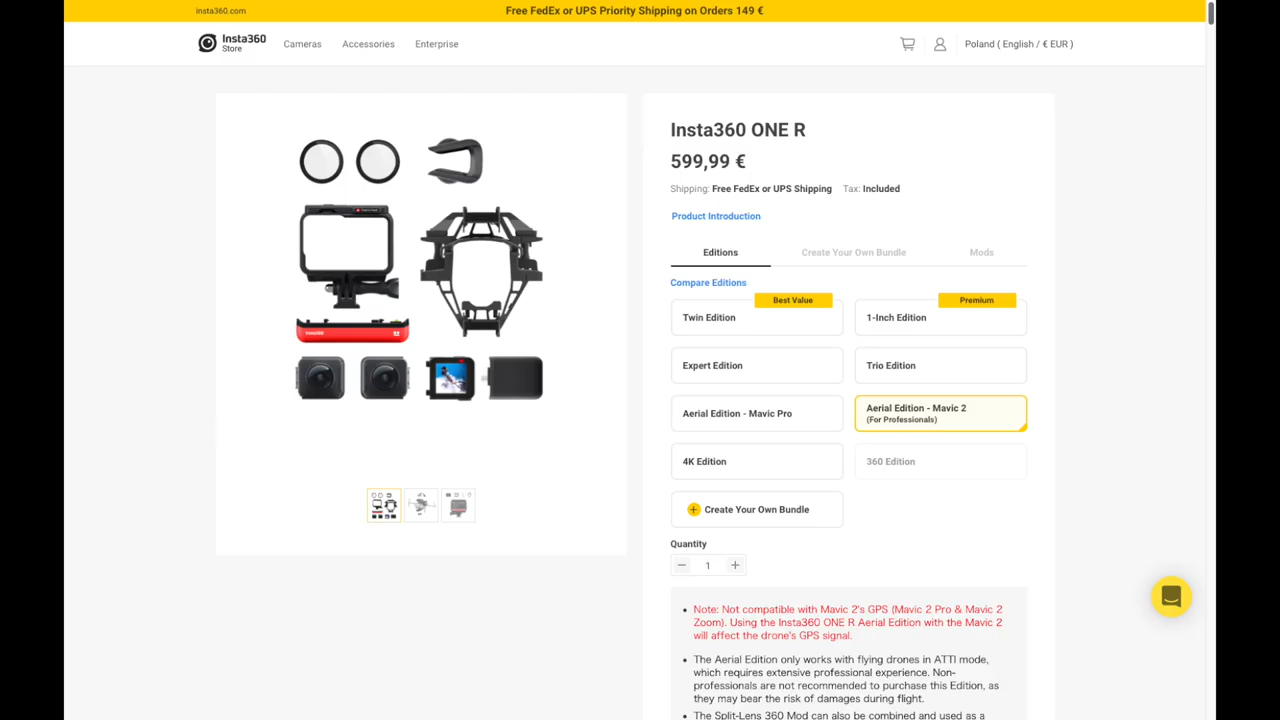 insta360.com
Free FedEx or UPS Priority Shipping on Orders 149 €
Insta360
Store
Cameras
Accessories
Enterprise
Poland ( English / € EUR )
Insta360 ONE R
599,99 €
Shipping: Free FedEx or UPS Shipping Tax: Included
Product Introduction
Editions
Create Your Own Bundle
Mods
Compare Editions
Best Value
Twin Edition
Premium
1-Inch Edition
Expert Edition
Trio Edition
Aerial Edition - Mavic Pro
Aerial Edition - Mavic 2
(For Professionals)
4K Edition
360 Edition
+ Create Your Own Bundle
Quantity
− 1 +
• Note: Not compatible with Mavic 2's GPS (Mavic 2 Pro & Mavic 2
Zoom). Using the Insta360 ONE R Aerial Edition with the Mavic 2
will affect the drone's GPS signal.
• The Aerial Edition only works with flying drones in ATTI mode,
which requires extensive professional experience. Non-
professionals are not recommended to purchase this Edition, as
they may bear the risk of damages during flight.
• The Split-Lens 360 Mod can also be combined and used as a